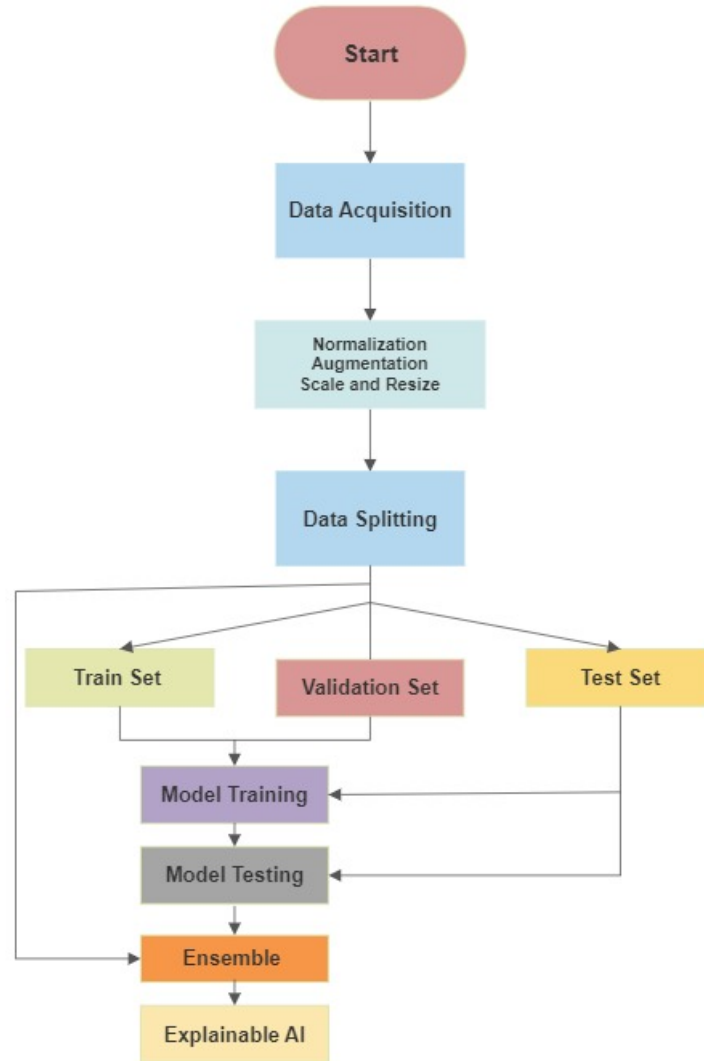 Start
Data Acquisition
Normalization
Augmentation
Scale and Resize
Data Splitting
Train Set
Validation Set
Test Set
Model Training
Model Testing
Ensemble
Explainable AI